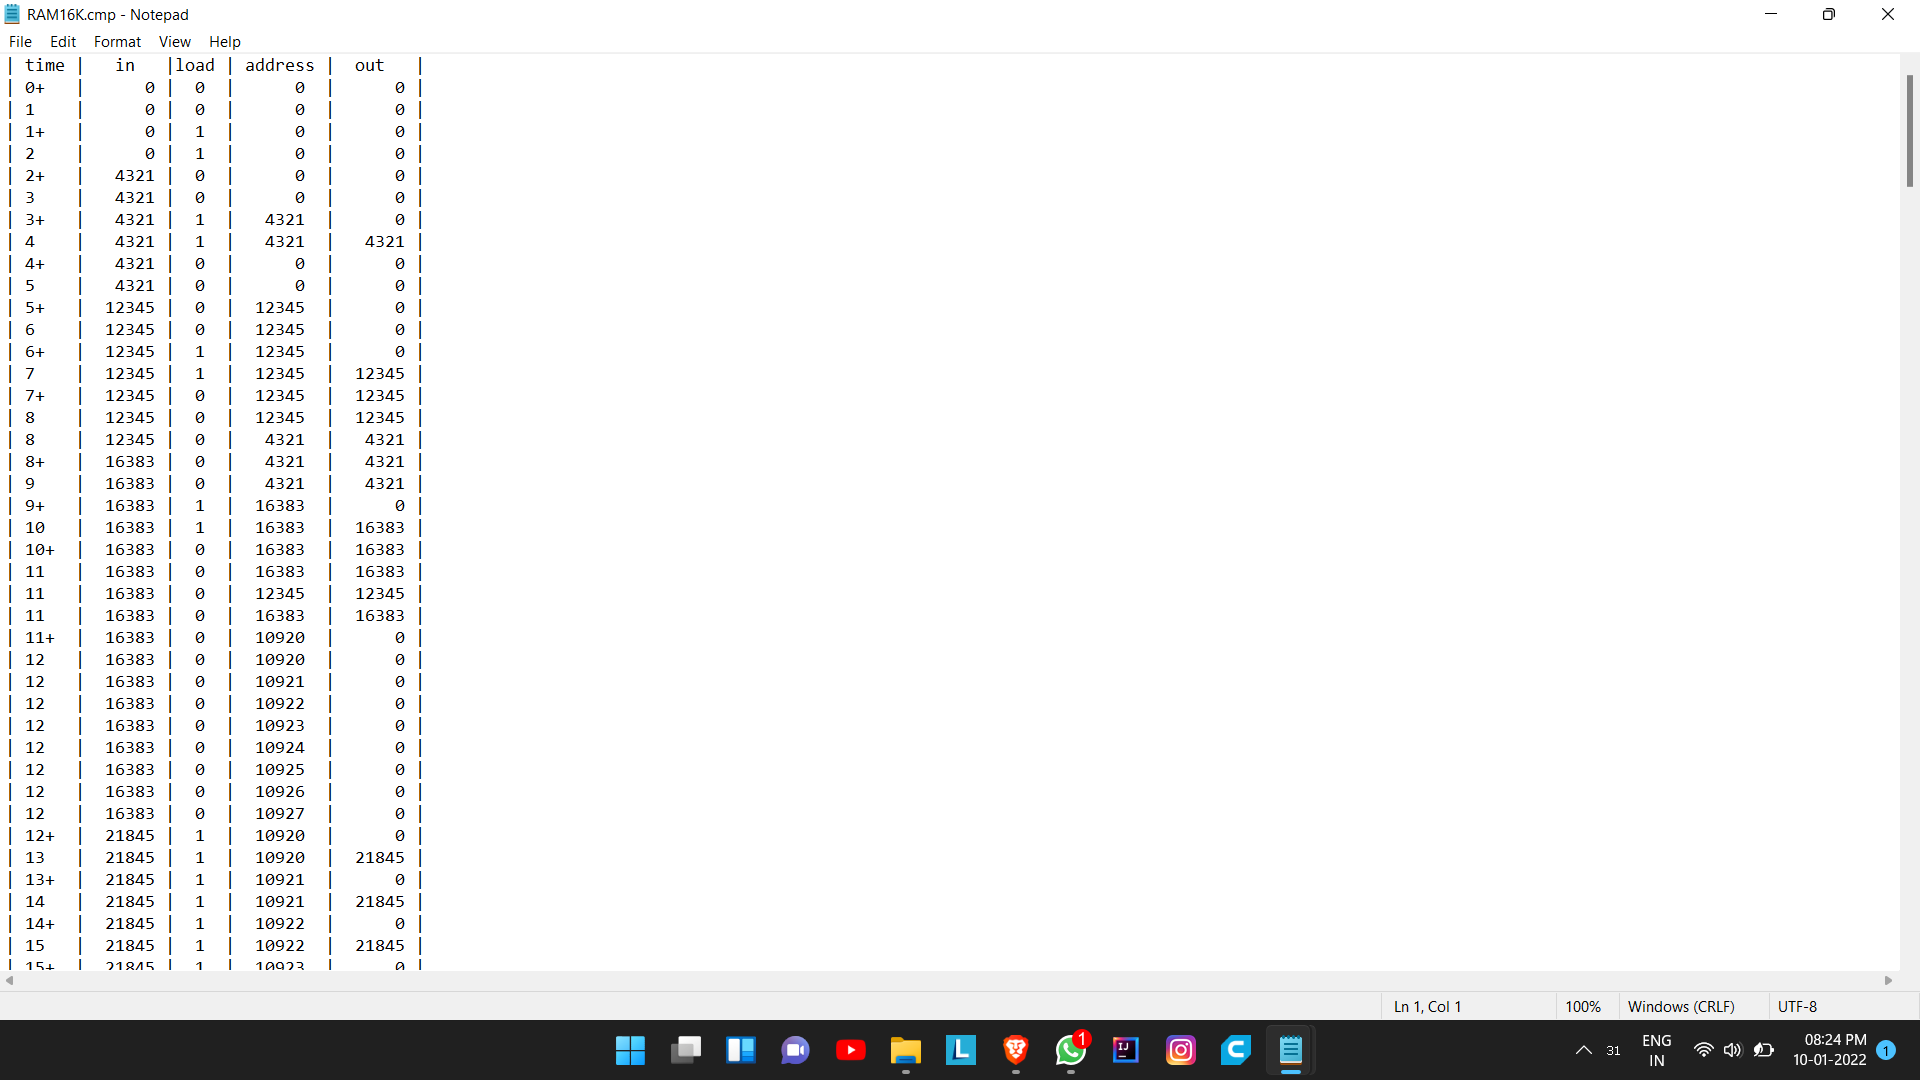 RAM16K.cmp - Notepad
File Edit Format View Help
| time |   in   |load | address |  out   |
| 0+   |      0 |  0  |      0  |      0 |
| 1    |      0 |  0  |      0  |      0 |
| 1+   |      0 |  1  |      0  |      0 |
| 2    |      0 |  1  |      0  |      0 |
| 2+   |   4321 |  0  |      0  |      0 |
| 3    |   4321 |  0  |      0  |      0 |
| 3+   |   4321 |  1  |   4321  |      0 |
| 4    |   4321 |  1  |   4321  |   4321 |
| 4+   |   4321 |  0  |      0  |      0 |
| 5    |   4321 |  0  |      0  |      0 |
| 5+   |  12345 |  0  |  12345  |      0 |
| 6    |  12345 |  0  |  12345  |      0 |
| 6+   |  12345 |  1  |  12345  |      0 |
| 7    |  12345 |  1  |  12345  |  12345 |
| 7+   |  12345 |  0  |  12345  |  12345 |
| 8    |  12345 |  0  |  12345  |  12345 |
| 8    |  12345 |  0  |   4321  |   4321 |
| 8+   |  16383 |  0  |   4321  |   4321 |
| 9    |  16383 |  0  |   4321  |   4321 |
| 9+   |  16383 |  1  |  16383  |      0 |
| 10   |  16383 |  1  |  16383  |  16383 |
| 10+  |  16383 |  0  |  16383  |  16383 |
| 11   |  16383 |  0  |  16383  |  16383 |
| 11   |  16383 |  0  |  12345  |  12345 |
| 11   |  16383 |  0  |  16383  |  16383 |
| 11+  |  16383 |  0  |  10920  |      0 |
| 12   |  16383 |  0  |  10920  |      0 |
| 12   |  16383 |  0  |  10921  |      0 |
| 12   |  16383 |  0  |  10922  |      0 |
| 12   |  16383 |  0  |  10923  |      0 |
| 12   |  16383 |  0  |  10924  |      0 |
| 12   |  16383 |  0  |  10925  |      0 |
| 12   |  16383 |  0  |  10926  |      0 |
| 12   |  16383 |  0  |  10927  |      0 |
| 12+  |  21845 |  1  |  10920  |      0 |
| 13   |  21845 |  1  |  10920  |  21845 |
| 13+  |  21845 |  1  |  10921  |      0 |
| 14   |  21845 |  1  |  10921  |  21845 |
| 14+  |  21845 |  1  |  10922  |      0 |
| 15   |  21845 |  1  |  10922  |  21845 |
| 15+  |  21845 |  1  |  10923  |      0 |
Ln 1, Col 1 100% Windows (CRLF) UTF-8
L 1 IJ 31 ENG IN 08:24 PM 10-01-2022 1